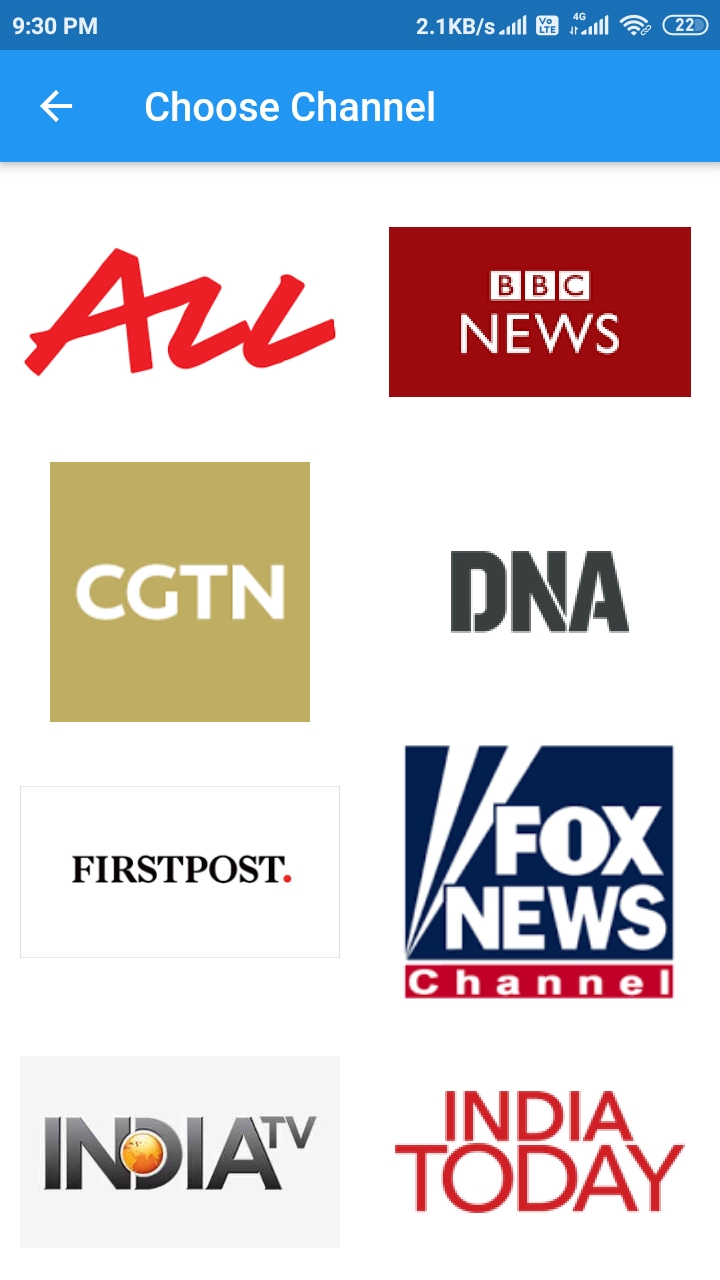 9:30 PM 2.1KB/s Vo LTE 4G 22
Choose Channel
ALL
BBC
NEWS
CGTN
DNA
FIRSTPOST.
FOX
NEWS
Channel
INDIA TV
INDIA
TODAY